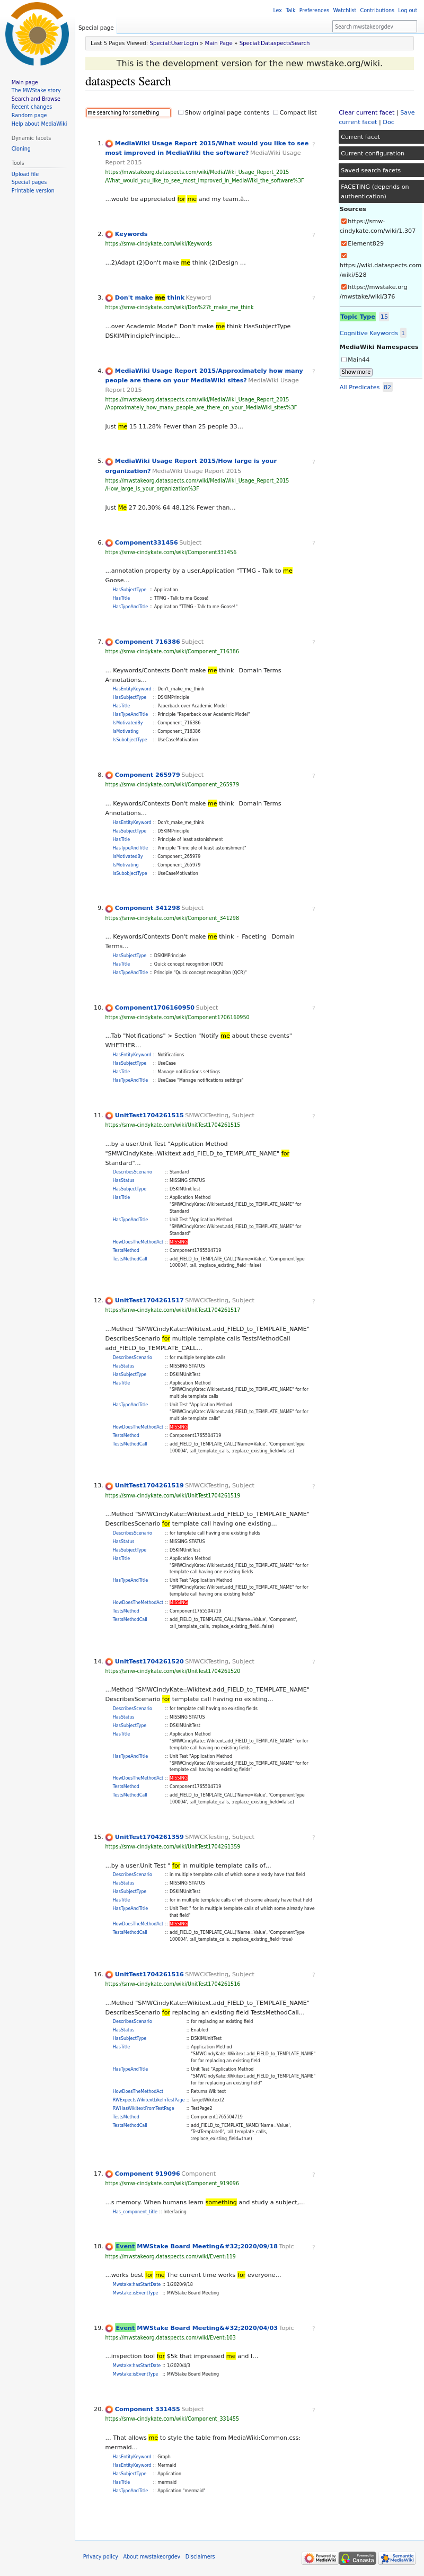 Lex Talk Preferences Watchlist Contributions Log out
Special page
Search mwstakeorgdev
Last 5 Pages Viewed: Special:UserLogin » Main Page » Special:DataspectsSearch
This is the development version for the new mwstake.org/wiki.
dataspects Search
Main page
The MWStake story
Search and Browse
Recent changes
Random page
Help about MediaWiki
Dynamic facets
Cloning
Tools
Upload file
Special pages
Printable version
me searching for something
Show original page contents Compact list
Clear current facet | Save current facet | Doc
Current facet
Current configuration
Saved search facets
FACETING (depends on authentication)
Sources
https://smw-cindykate.com/wiki/1,307
Element829
https://wiki.dataspects.com/wiki/528
https://mwstake.org/mwstake/wiki/376
Topic Type 15
Cognitive Keywords 1
MediaWiki Namespaces
Main44
Show more
All Predicates 82
1. MediaWiki Usage Report 2015/What would you like to see most improved in MediaWiki the software? MediaWiki Usage Report 2015
https://mwstakeorg.dataspects.com/wiki/MediaWiki_Usage_Report_2015
/What_would_you_like_to_see_most_improved_in_MediaWiki_the_software%3F
...would be appreciated for me and my team.â...
2. Keywords
https://smw-cindykate.com/wiki/Keywords
...2)Adapt (2)Don't make me think (2)Design ...
3. Don't make me think Keyword
https://smw-cindykate.com/wiki/Don%27t_make_me_think
...over Academic Model" Don't make me think HasSubjectType
DSKIMPrinciplePrinciple...
4. MediaWiki Usage Report 2015/Approximately how many people are there on your MediaWiki sites? MediaWiki Usage Report 2015
https://mwstakeorg.dataspects.com/wiki/MediaWiki_Usage_Report_2015
/Approximately_how_many_people_are_there_on_your_MediaWiki_sites%3F
Just me 15 11,28% Fewer than 25 people 33...
5. MediaWiki Usage Report 2015/How large is your organization? MediaWiki Usage Report 2015
https://mwstakeorg.dataspects.com/wiki/MediaWiki_Usage_Report_2015
/How_large_is_your_organization%3F
Just Me 27 20,30% 64 48,12% Fewer than...
6. Component331456 Subject
https://smw-cindykate.com/wiki/Component331456
...annotation property by a user.Application "TTMG - Talk to me
Goose...
HasSubjectType :: Application
HasTitle :: TTMG - Talk to me Goose!
HasTypeAndTitle :: Application "TTMG - Talk to me Goose!"
7. Component 716386 Subject
https://smw-cindykate.com/wiki/Component_716386
... Keywords/Contexts Don't make me think Domain Terms
Annotations...
HasEntityKeyword :: Don't_make_me_think
HasSubjectType :: DSKIMPrinciple
HasTitle :: Paperback over Academic Model
HasTypeAndTitle :: Principle "Paperback over Academic Model"
IsMotivatedBy :: Component_716386
IsMotivating :: Component_716386
IsSubobjectType :: UseCaseMotivation
8. Component 265979 Subject
https://smw-cindykate.com/wiki/Component_265979
... Keywords/Contexts Don't make me think Domain Terms
Annotations...
HasEntityKeyword :: Don't_make_me_think
HasSubjectType :: DSKIMPrinciple
HasTitle :: Principle of least astonishment
HasTypeAndTitle :: Principle "Principle of least astonishment"
IsMotivatedBy :: Component_265979
IsMotivating :: Component_265979
IsSubobjectType :: UseCaseMotivation
9. Component 341298 Subject
https://smw-cindykate.com/wiki/Component_341298
... Keywords/Contexts Don't make me think · Faceting Domain
Terms...
HasSubjectType :: DSKIMPrinciple
HasTitle :: Quick concept recognition (QCR)
HasTypeAndTitle :: Principle "Quick concept recognition (QCR)"
10. Component1706160950 Subject
https://smw-cindykate.com/wiki/Component1706160950
...Tab "Notifications" > Section "Notify me about these events"
WHETHER...
HasEntityKeyword :: Notifications
HasSubjectType :: UseCase
HasTitle :: Manage notifications settings
HasTypeAndTitle :: UseCase "Manage notifications settings"
11. UnitTest1704261515 SMWCKTesting, Subject
https://smw-cindykate.com/wiki/UnitTest1704261515
...by a user.Unit Test "Application Method
"SMWCindyKate::Wikitext.add_FIELD_to_TEMPLATE_NAME" for
Standard"...
DescribesScenario :: Standard
HasStatus :: MISSING STATUS
HasSubjectType :: DSKIMUnitTest
HasTitle :: Application Method
"SMWCindyKate::Wikitext.add_FIELD_to_TEMPLATE_NAME" for
Standard
HasTypeAndTitle :: Unit Test "Application Method
"SMWCindyKate::Wikitext.add_FIELD_to_TEMPLATE_NAME" for
Standard"
HowDoesTheMethodAct :: MISSING
TestsMethod :: Component1765504719
TestsMethodCall :: add_FIELD_to_TEMPLATE_CALL('Name=Value', 'ComponentType
100004', :all, :replace_existing_field=false)
12. UnitTest1704261517 SMWCKTesting, Subject
https://smw-cindykate.com/wiki/UnitTest1704261517
...Method "SMWCindyKate::Wikitext.add_FIELD_to_TEMPLATE_NAME"
DescribesScenario for multiple template calls TestsMethodCall
add_FIELD_to_TEMPLATE_CALL...
DescribesScenario :: for multiple template calls
HasStatus :: MISSING STATUS
HasSubjectType :: DSKIMUnitTest
HasTitle :: Application Method
"SMWCindyKate::Wikitext.add_FIELD_to_TEMPLATE_NAME" for for
multiple template calls
HasTypeAndTitle :: Unit Test "Application Method
"SMWCindyKate::Wikitext.add_FIELD_to_TEMPLATE_NAME" for for
multiple template calls"
HowDoesTheMethodAct :: MISSING
TestsMethod :: Component1765504719
TestsMethodCall :: add_FIELD_to_TEMPLATE_CALL('Name=Value', 'ComponentType
100004', :all_template_calls, :replace_existing_field=false)
13. UnitTest1704261519 SMWCKTesting, Subject
https://smw-cindykate.com/wiki/UnitTest1704261519
...Method "SMWCindyKate::Wikitext.add_FIELD_to_TEMPLATE_NAME"
DescribesScenario for template call having one existing...
DescribesScenario :: for template call having one existing fields
HasStatus :: MISSING STATUS
HasSubjectType :: DSKIMUnitTest
HasTitle :: Application Method
"SMWCindyKate::Wikitext.add_FIELD_to_TEMPLATE_NAME" for for
template call having one existing fields
HasTypeAndTitle :: Unit Test "Application Method
"SMWCindyKate::Wikitext.add_FIELD_to_TEMPLATE_NAME" for for
template call having one existing fields"
HowDoesTheMethodAct :: MISSING
TestsMethod :: Component1765504719
TestsMethodCall :: add_FIELD_to_TEMPLATE_CALL('Name=Value', 'Component',
:all_template_calls, :replace_existing_field=false)
14. UnitTest1704261520 SMWCKTesting, Subject
https://smw-cindykate.com/wiki/UnitTest1704261520
...Method "SMWCindyKate::Wikitext.add_FIELD_to_TEMPLATE_NAME"
DescribesScenario for template call having no existing...
DescribesScenario :: for template call having no existing fields
HasStatus :: MISSING STATUS
HasSubjectType :: DSKIMUnitTest
HasTitle :: Application Method
"SMWCindyKate::Wikitext.add_FIELD_to_TEMPLATE_NAME" for for
template call having no existing fields
HasTypeAndTitle :: Unit Test "Application Method
"SMWCindyKate::Wikitext.add_FIELD_to_TEMPLATE_NAME" for for
template call having no existing fields"
HowDoesTheMethodAct :: MISSING
TestsMethod :: Component1765504719
TestsMethodCall :: add_FIELD_to_TEMPLATE_CALL('Name=Value', 'ComponentType
100004', :all_template_calls, :replace_existing_field=false)
15. UnitTest1704261359 SMWCKTesting, Subject
https://smw-cindykate.com/wiki/UnitTest1704261359
...by a user.Unit Test " for in multiple template calls of...
DescribesScenario :: in multiple template calls of which some already have that field
HasStatus :: MISSING STATUS
HasSubjectType :: DSKIMUnitTest
HasTitle :: for in multiple template calls of which some already have that field
HasTypeAndTitle :: Unit Test " for in multiple template calls of which some already have
that field"
HowDoesTheMethodAct :: MISSING
TestsMethodCall :: add_FIELD_to_TEMPLATE_CALL('Name=Value', 'ComponentType
100004', :all_template_calls, :replace_existing_field=true)
16. UnitTest1704261516 SMWCKTesting, Subject
https://smw-cindykate.com/wiki/UnitTest1704261516
...Method "SMWCindyKate::Wikitext.add_FIELD_to_TEMPLATE_NAME"
DescribesScenario for replacing an existing field TestsMethodCall...
DescribesScenario :: for replacing an existing field
HasStatus :: Enabled
HasSubjectType :: DSKIMUnitTest
HasTitle :: Application Method
"SMWCindyKate::Wikitext.add_FIELD_to_TEMPLATE_NAME"
for for replacing an existing field
HasTypeAndTitle :: Unit Test "Application Method
"SMWCindyKate::Wikitext.add_FIELD_to_TEMPLATE_NAME"
for for replacing an existing field"
HowDoesTheMethodAct :: Returns Wikitext
RWExpectsWikitextLikeInTestPage :: TargetWikitext2
RWHasWikitextFromTestPage :: TestPage2
TestsMethod :: Component1765504719
TestsMethodCall :: add_FIELD_to_TEMPLATE('Name=Value',
'TestTemplate0', :all_template_calls,
:replace_existing_field=true)
17. Component 919096 Component
https://smw-cindykate.com/wiki/Component_919096
...s memory. When humans learn something and study a subject,...
Has_component_title :: Interfacing
18. Event MWStake Board Meeting&#32;2020/09/18 Topic
https://mwstakeorg.dataspects.com/wiki/Event:119
...works best for me The current time works for everyone...
Mwstake:hasStartDate :: 1/2020/9/18
Mwstake:isEventType :: MWStake Board Meeting
19. Event MWStake Board Meeting&#32;2020/04/03 Topic
https://mwstakeorg.dataspects.com/wiki/Event:103
...inspection tool for $5k that impressed me and I...
Mwstake:hasStartDate :: 1/2020/4/3
Mwstake:isEventType :: MWStake Board Meeting
20. Component 331455 Subject
https://smw-cindykate.com/wiki/Component_331455
... That allows me to style the table from MediaWiki:Common.css:
mermaid...
HasEntityKeyword :: Graph
HasEntityKeyword :: Mermaid
HasSubjectType :: Application
HasTitle :: mermaid
HasTypeAndTitle :: Application "mermaid"
Privacy policy About mwstakeorgdev Disclaimers
Powered by MediaWiki
Powered by Canasta
Semantic MediaWiki